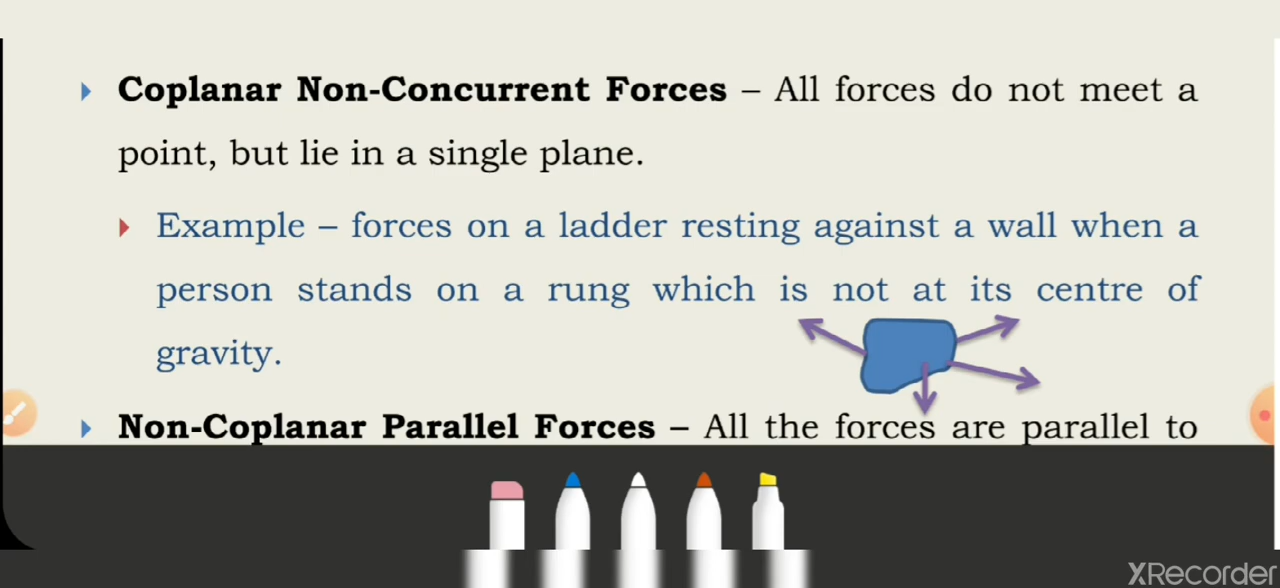 Coplanar Non-Concurrent Forces – All forces do not meet a
point, but lie in a single plane.
Example – forces on a ladder resting against a wall when a
person stands on a rung which is not at its centre of
gravity.
Non-Coplanar Parallel Forces – All the forces are parallel to
XRecorder